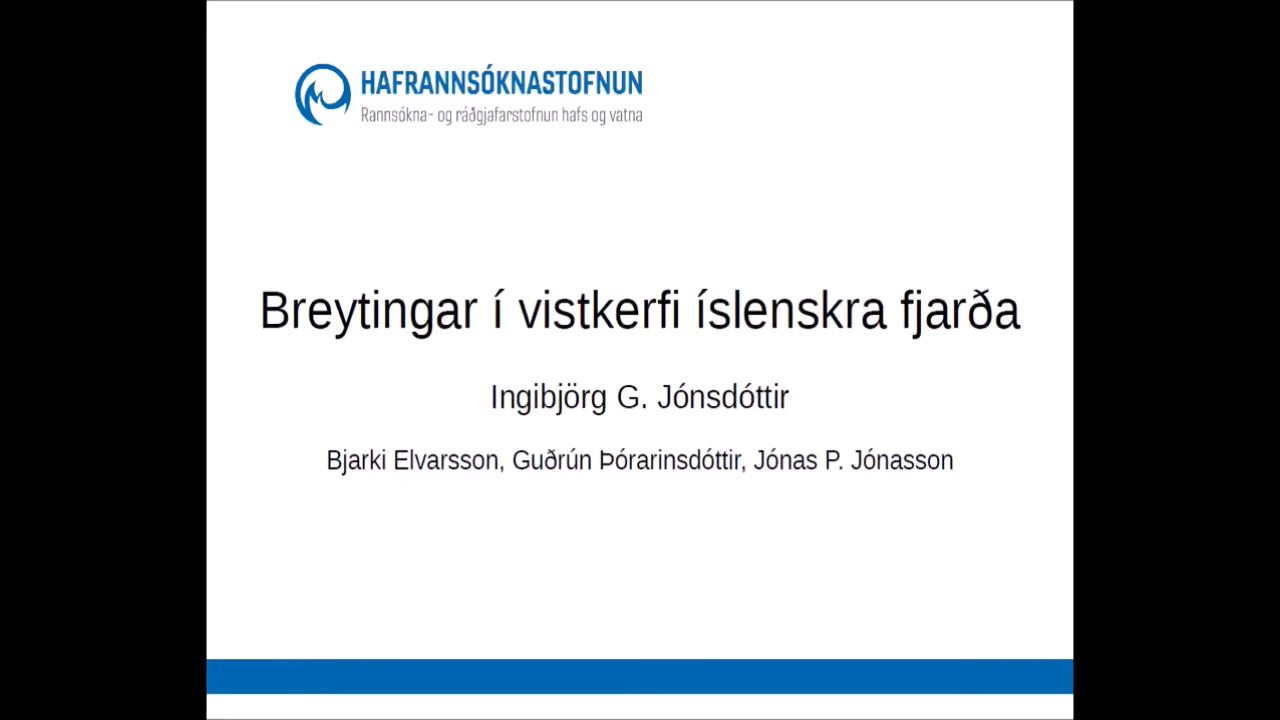 HAFRANNSÓKNASTOFNUN
Rannsókna- og ráðgjafarstofnun hafs og vatna
Breytingar í vistkerfi íslenskra fjarða
Ingibjörg G. Jónsdóttir
Bjarki Elvarsson, Guðrún Þórarinsdóttir, Jónas P. Jónasson